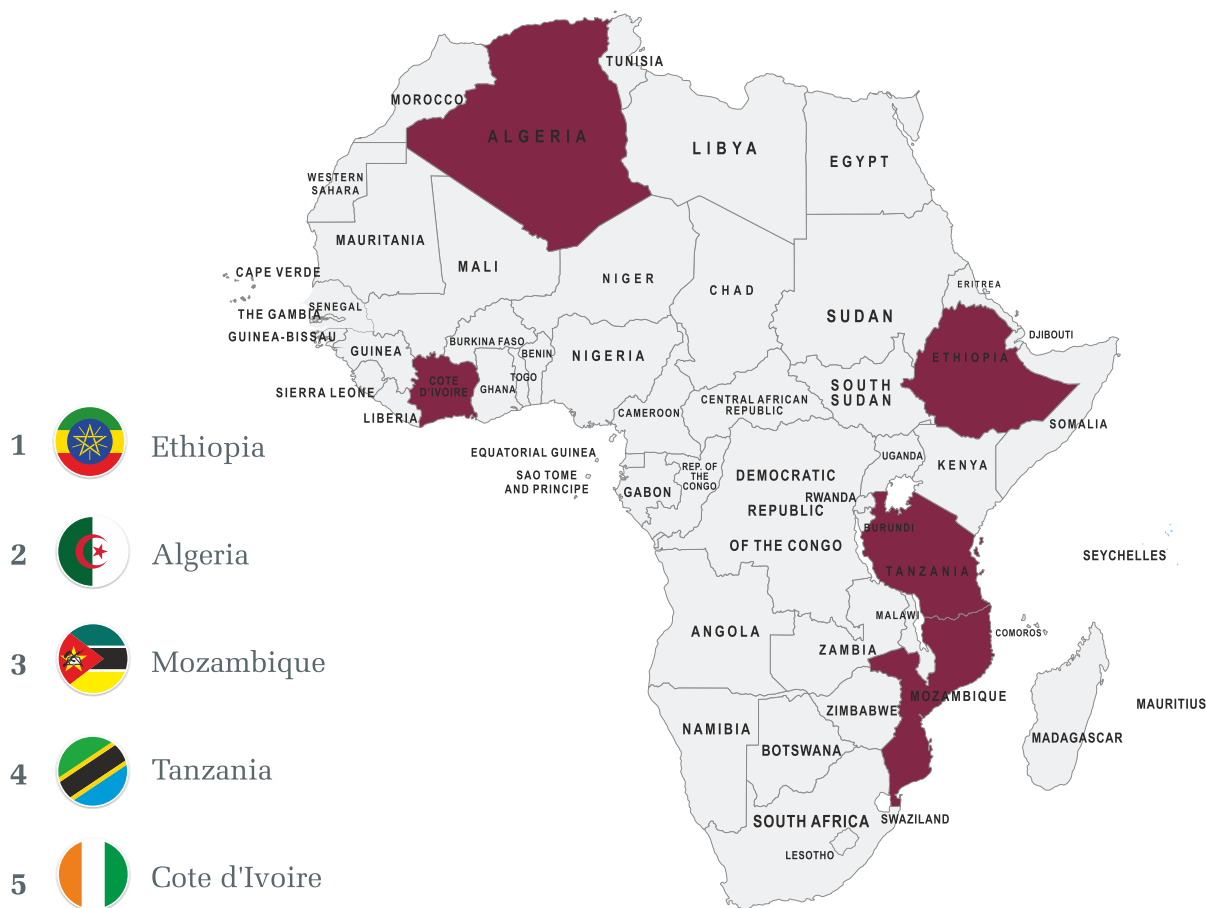 TUNISIA
MOROCCO
ALGERIA
LIBYA
EGYPT
WESTERN
SAHARA
MAURITANIA
MALI
NIGER
CHAD
SUDAN
ERITREA
CAPE VERDE
SENEGAL
THE GAMBIA
GUINEA-BISSAU
GUINEA
BURKINA FASO
BENIN
NIGERIA
DJIBOUTI
ETHIOPIA
SIERRA LEONE
COTE
D'IVOIRE
GHANA
TOGO
LIBERIA
CAMEROON
CENTRAL AFRICAN
REPUBLIC
SOUTH
SUDAN
SOMALIA
EQUATORIAL GUINEA
SAO TOME
AND PRINCIPE
GABON
REP. OF
THE
CONGO
DEMOCRATIC
REPUBLIC
OF THE CONGO
UGANDA
KENYA
RWANDA
BURUNDI
TANZANIA
SEYCHELLES
ANGOLA
ZAMBIA
MALAWI
COMOROS
MOZAMBIQUE
MAURITIUS
MADAGASCAR
NAMIBIA
BOTSWANA
ZIMBABWE
SOUTH AFRICA
SWAZILAND
LESOTHO
1 Ethiopia
2 Algeria
3 Mozambique
4 Tanzania
5 Cote d'Ivoire